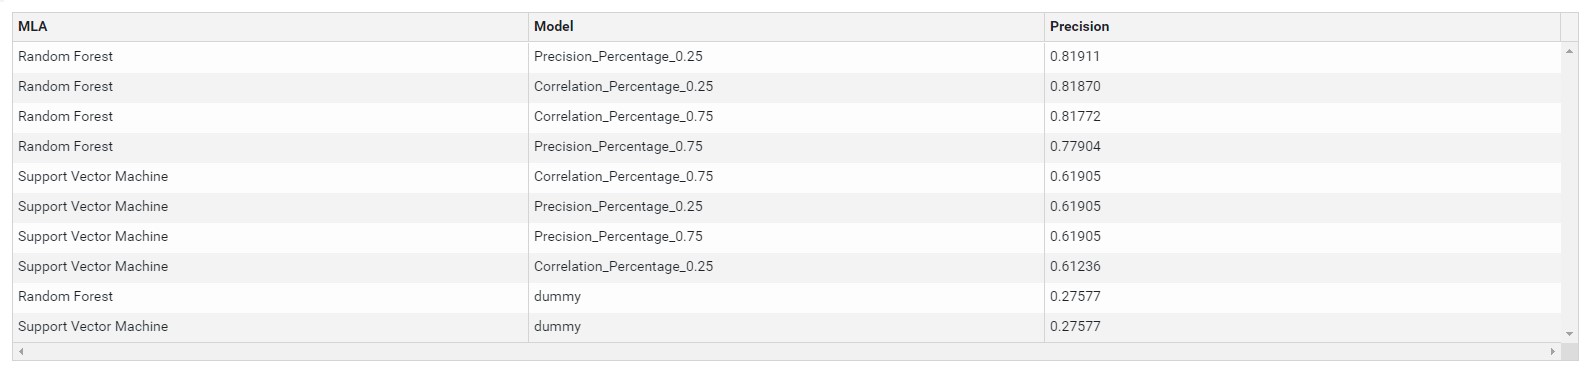 MLA Model Precision
Random Forest Precision_Percentage_0.25 0.81911
Random Forest Correlation_Percentage_0.25 0.81870
Random Forest Correlation_Percentage_0.75 0.81772
Random Forest Precision_Percentage_0.75 0.77904
Support Vector Machine Correlation_Percentage_0.75 0.61905
Support Vector Machine Precision_Percentage_0.25 0.61905
Support Vector Machine Precision_Percentage_0.75 0.61905
Support Vector Machine Correlation_Percentage_0.25 0.61236
Random Forest dummy 0.27577
Support Vector Machine dummy 0.27577